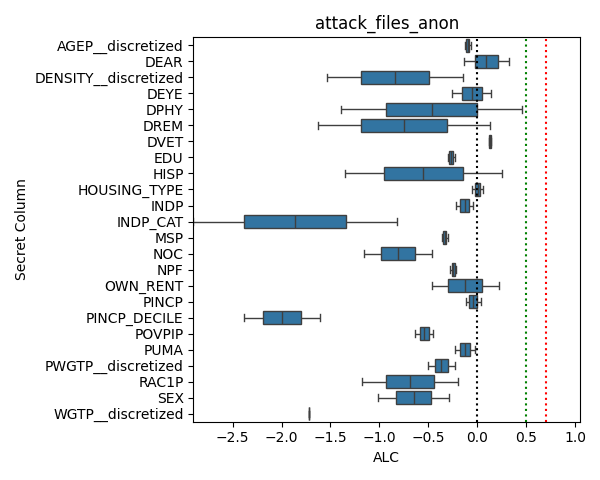 attack_files_anon
AGEP__discretized
DEAR
DENSITY__discretized
DEYE
DPHY
DREM
DVET
EDU
HISP
HOUSING_TYPE
INDP
INDP_CAT
MSP
NOC
NPF
OWN_RENT
PINCP
PINCP_DECILE
POVPIP
PUMA
PWGTP__discretized
RAC1P
SEX
WGTP__discretized
Secret Column
−2.5 −2.0 −1.5 −1.0 −0.5 0.0 0.5 1.0
ALC